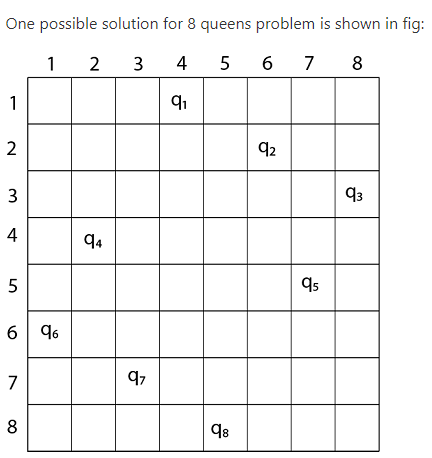 One possible solution for 8 queens problem is shown in fig:
1 2 3 4 5 6 7 8
1 q₁
2 q₂
3 q₃
4 q₄
5 q₅
6 q₆
7 q₇
8 q₈